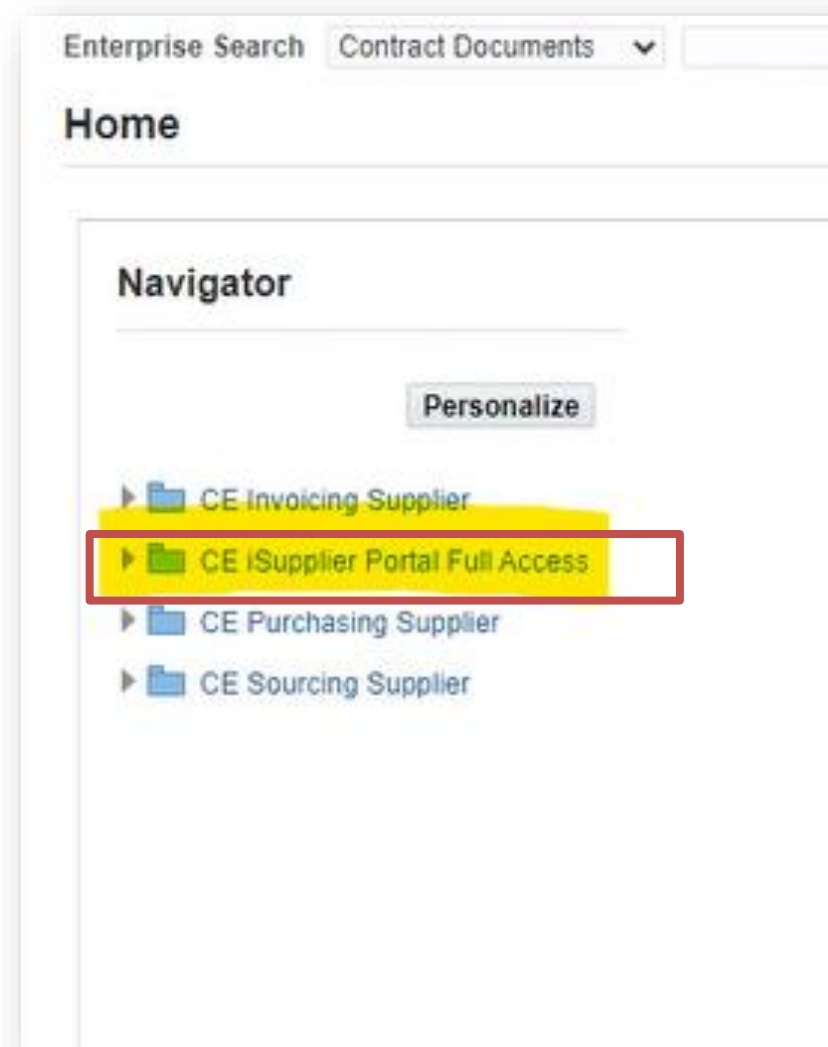 Enterprise Search Contract Documents
Home
Navigator
Personalize
CE Invoicing Supplier
CE iSupplier Portal Full Access
CE Purchasing Supplier
CE Sourcing Supplier